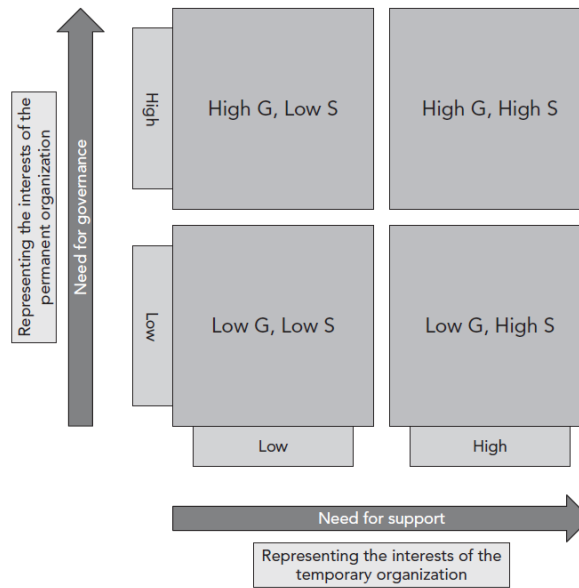 Representing the interests of the
permanent organization
Need for governance
High
High G, Low S
High G, High S
Low
Low G, Low S
Low G, High S
Low
High
Need for support
Representing the interests of the
temporary organization